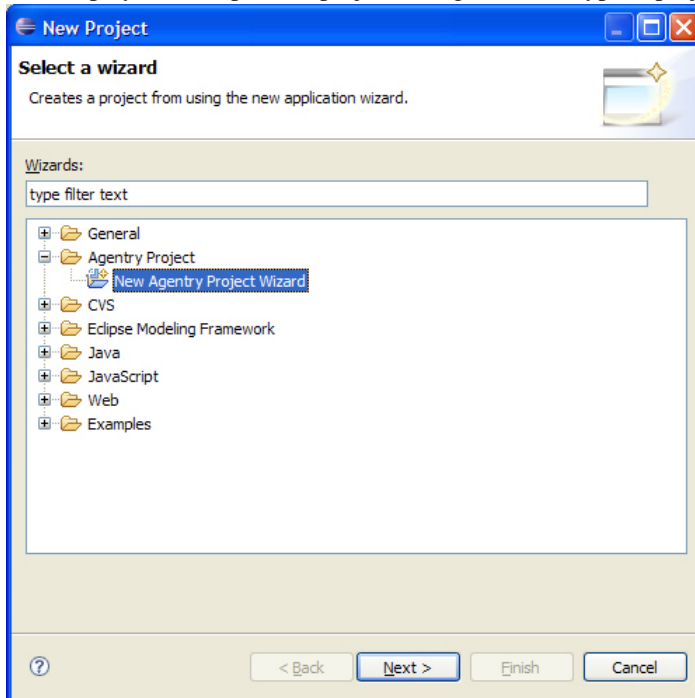 New Project
Select a wizard
Creates a project from using the new application wizard.
Wizards:
type filter text
General
Agentry Project
New Agentry Project Wizard
CVS
Eclipse Modeling Framework
Java
JavaScript
Web
Examples
< Back Next > Finish Cancel